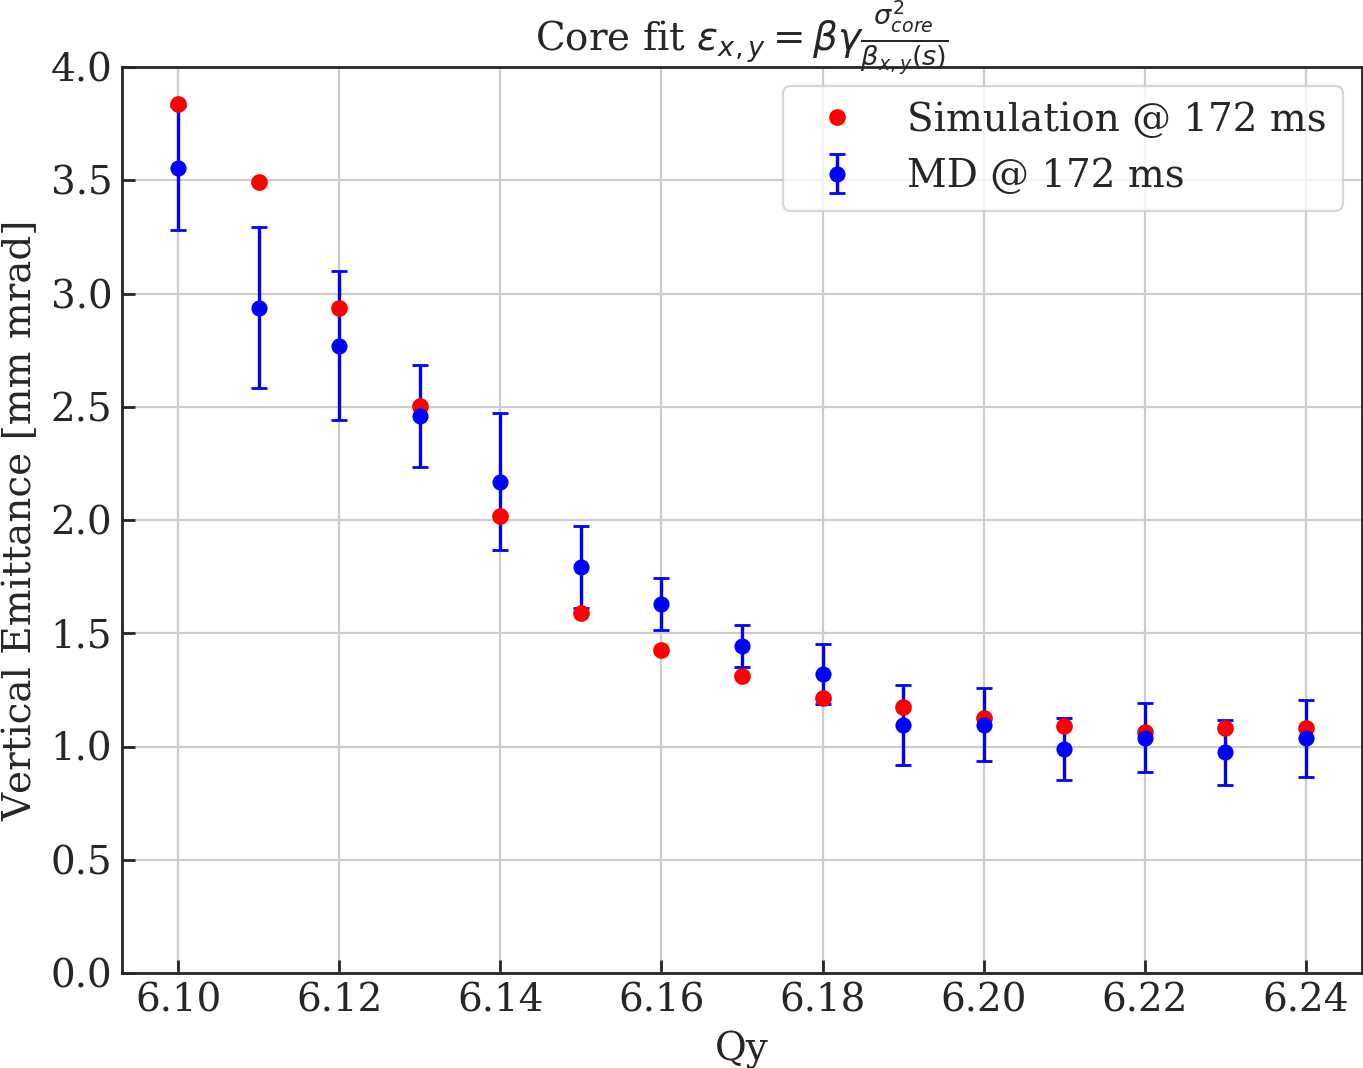 Core fit εx,y = βγ σ²core / βx,y(s)
4.0
3.5
3.0
2.5
2.0
1.5
1.0
0.5
0.0
Vertical Emittance [mm mrad]
Simulation @ 172 ms
MD @ 172 ms
6.10 6.12 6.14 6.16 6.18 6.20 6.22 6.24
Qy